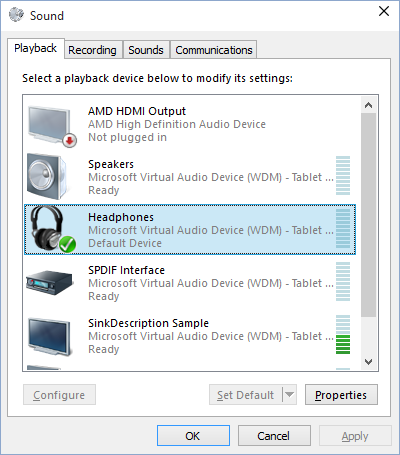 Sound
Playback Recording Sounds Communications
Select a playback device below to modify its settings:
AMD HDMI Output
AMD High Definition Audio Device
Not plugged in
Speakers
Microsoft Virtual Audio Device (WDM) - Tablet ...
Ready
Headphones
Microsoft Virtual Audio Device (WDM) - Tablet ...
Default Device
SPDIF Interface
Microsoft Virtual Audio Device (WDM) - Tablet ...
Ready
SinkDescription Sample
Microsoft Virtual Audio Device (WDM) - Tablet ...
Ready
Configure Set Default Properties
OK Cancel Apply